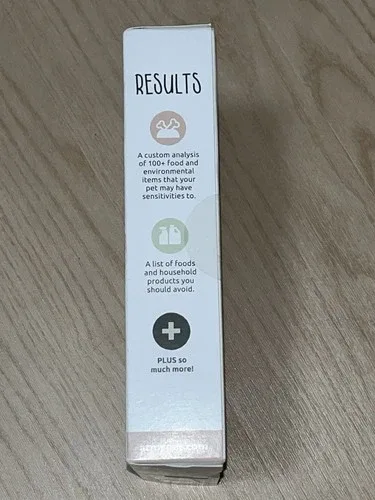 RESULTS
A custom analysis
of 100+ food and
environmental
items that your
pet may have
sensitivities to.
A list of foods
and household
products you
should avoid.
PLUS so
much more!